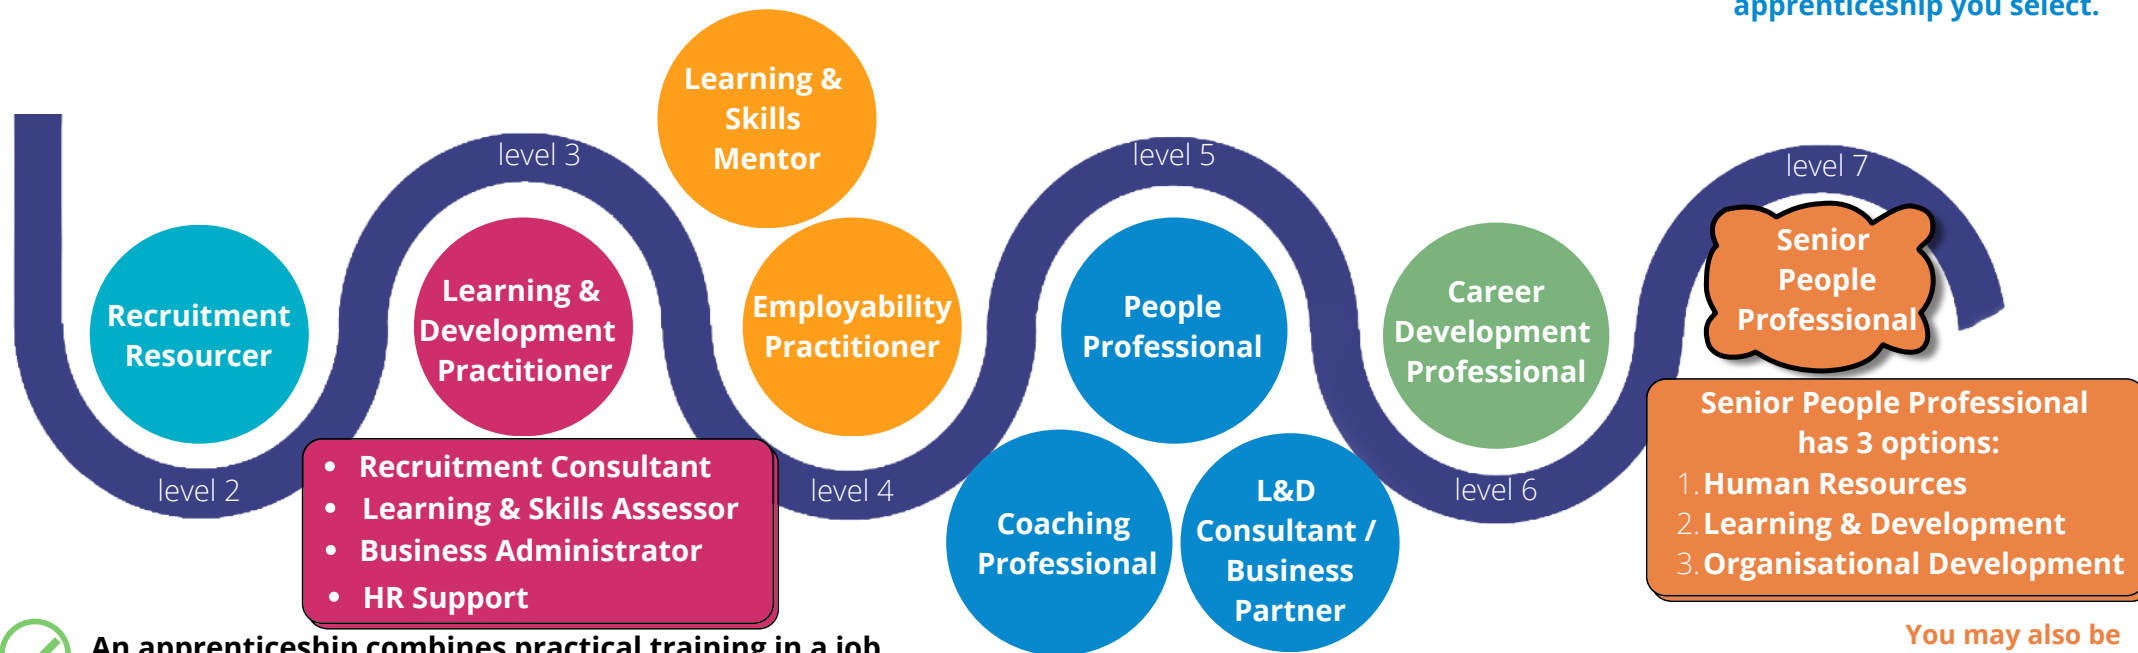 apprenticeship you select.
Learning &
Skills
Mentor
level 3
level 5
level 7
Recruitment
Resourcer
Learning &
Development
Practitioner
Employability
Practitioner
People
Professional
Career
Development
Professional
Senior
People
Professional
level 2
• Recruitment Consultant
• Learning & Skills Assessor
• Business Administrator
• HR Support
level 4
Coaching
Professional
L&D
Consultant /
Business
Partner
level 6
Senior People Professional
has 3 options:
1. Human Resources
2. Learning & Development
3. Organisational Development
An apprenticeship combines practical training in a job
You may also be